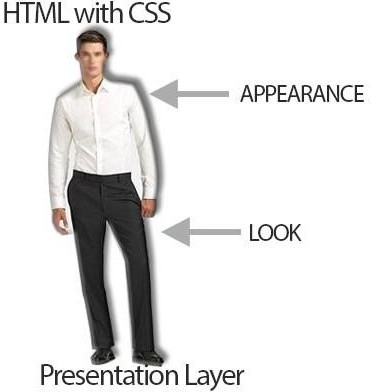 HTML with CSS
APPEARANCE
LOOK
Presentation Layer